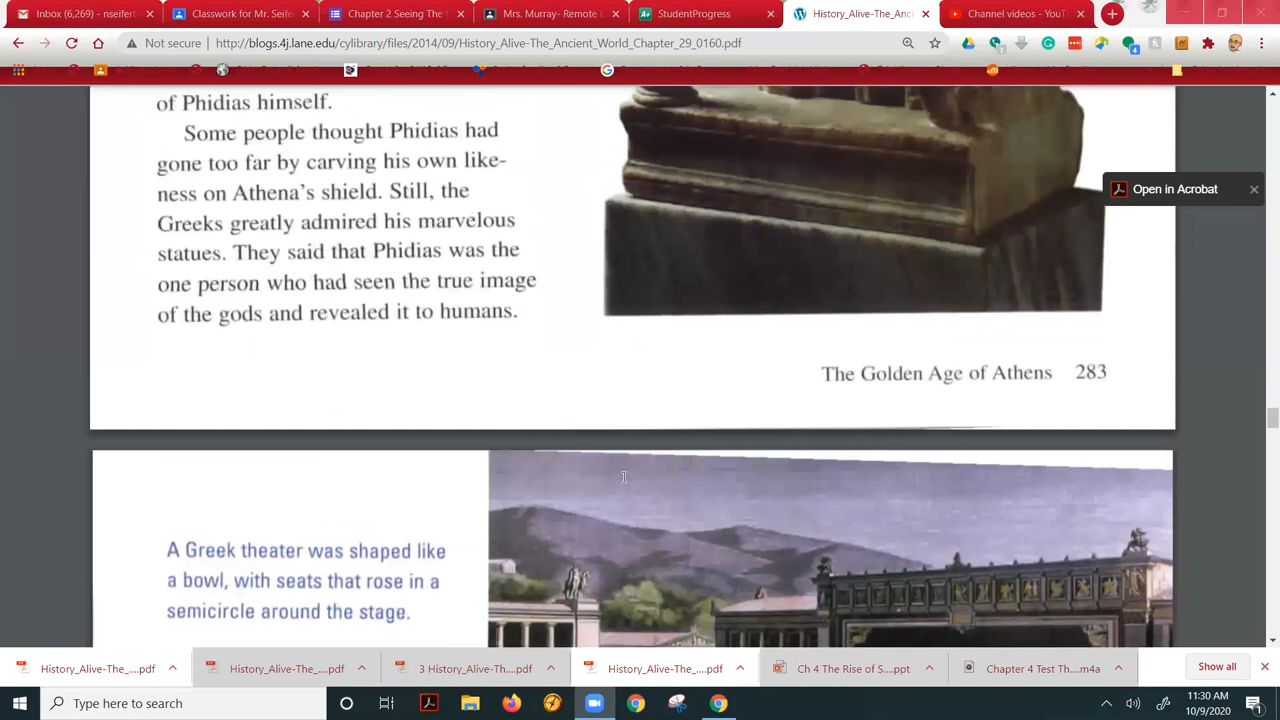 Inbox (6,269) - nseifert
Classwork for Mr. Seife
Chapter 2 Seeing The
Mrs. Murray- Remote L
StudentProgress
History_Alive-The_Anci
Channel videos - YouT
Not secure | http://blogs.4j.lane.edu/cylibrary/files/2014/09/History_Alive-The_Ancient_World_Chapter_29_0160.pdf
of Phidias himself.
Some people thought Phidias had
gone too far by carving his own like-
ness on Athena's shield. Still, the
Greeks greatly admired his marvelous
statues. They said that Phidias was the
one person who had seen the true image
of the gods and revealed it to humans.
Open in Acrobat
The Golden Age of Athens 283
A Greek theater was shaped like
a bowl, with seats that rose in a
semicircle around the stage.
History_Alive-The_....pdf
History_Alive-The_....pdf
3 History_Alive-Th....pdf
History_Alive-The_....pdf
Ch 4 The Rise of S....ppt
Chapter 4 Test Th....m4a
Show all
Type here to search
11:30 AM
10/9/2020